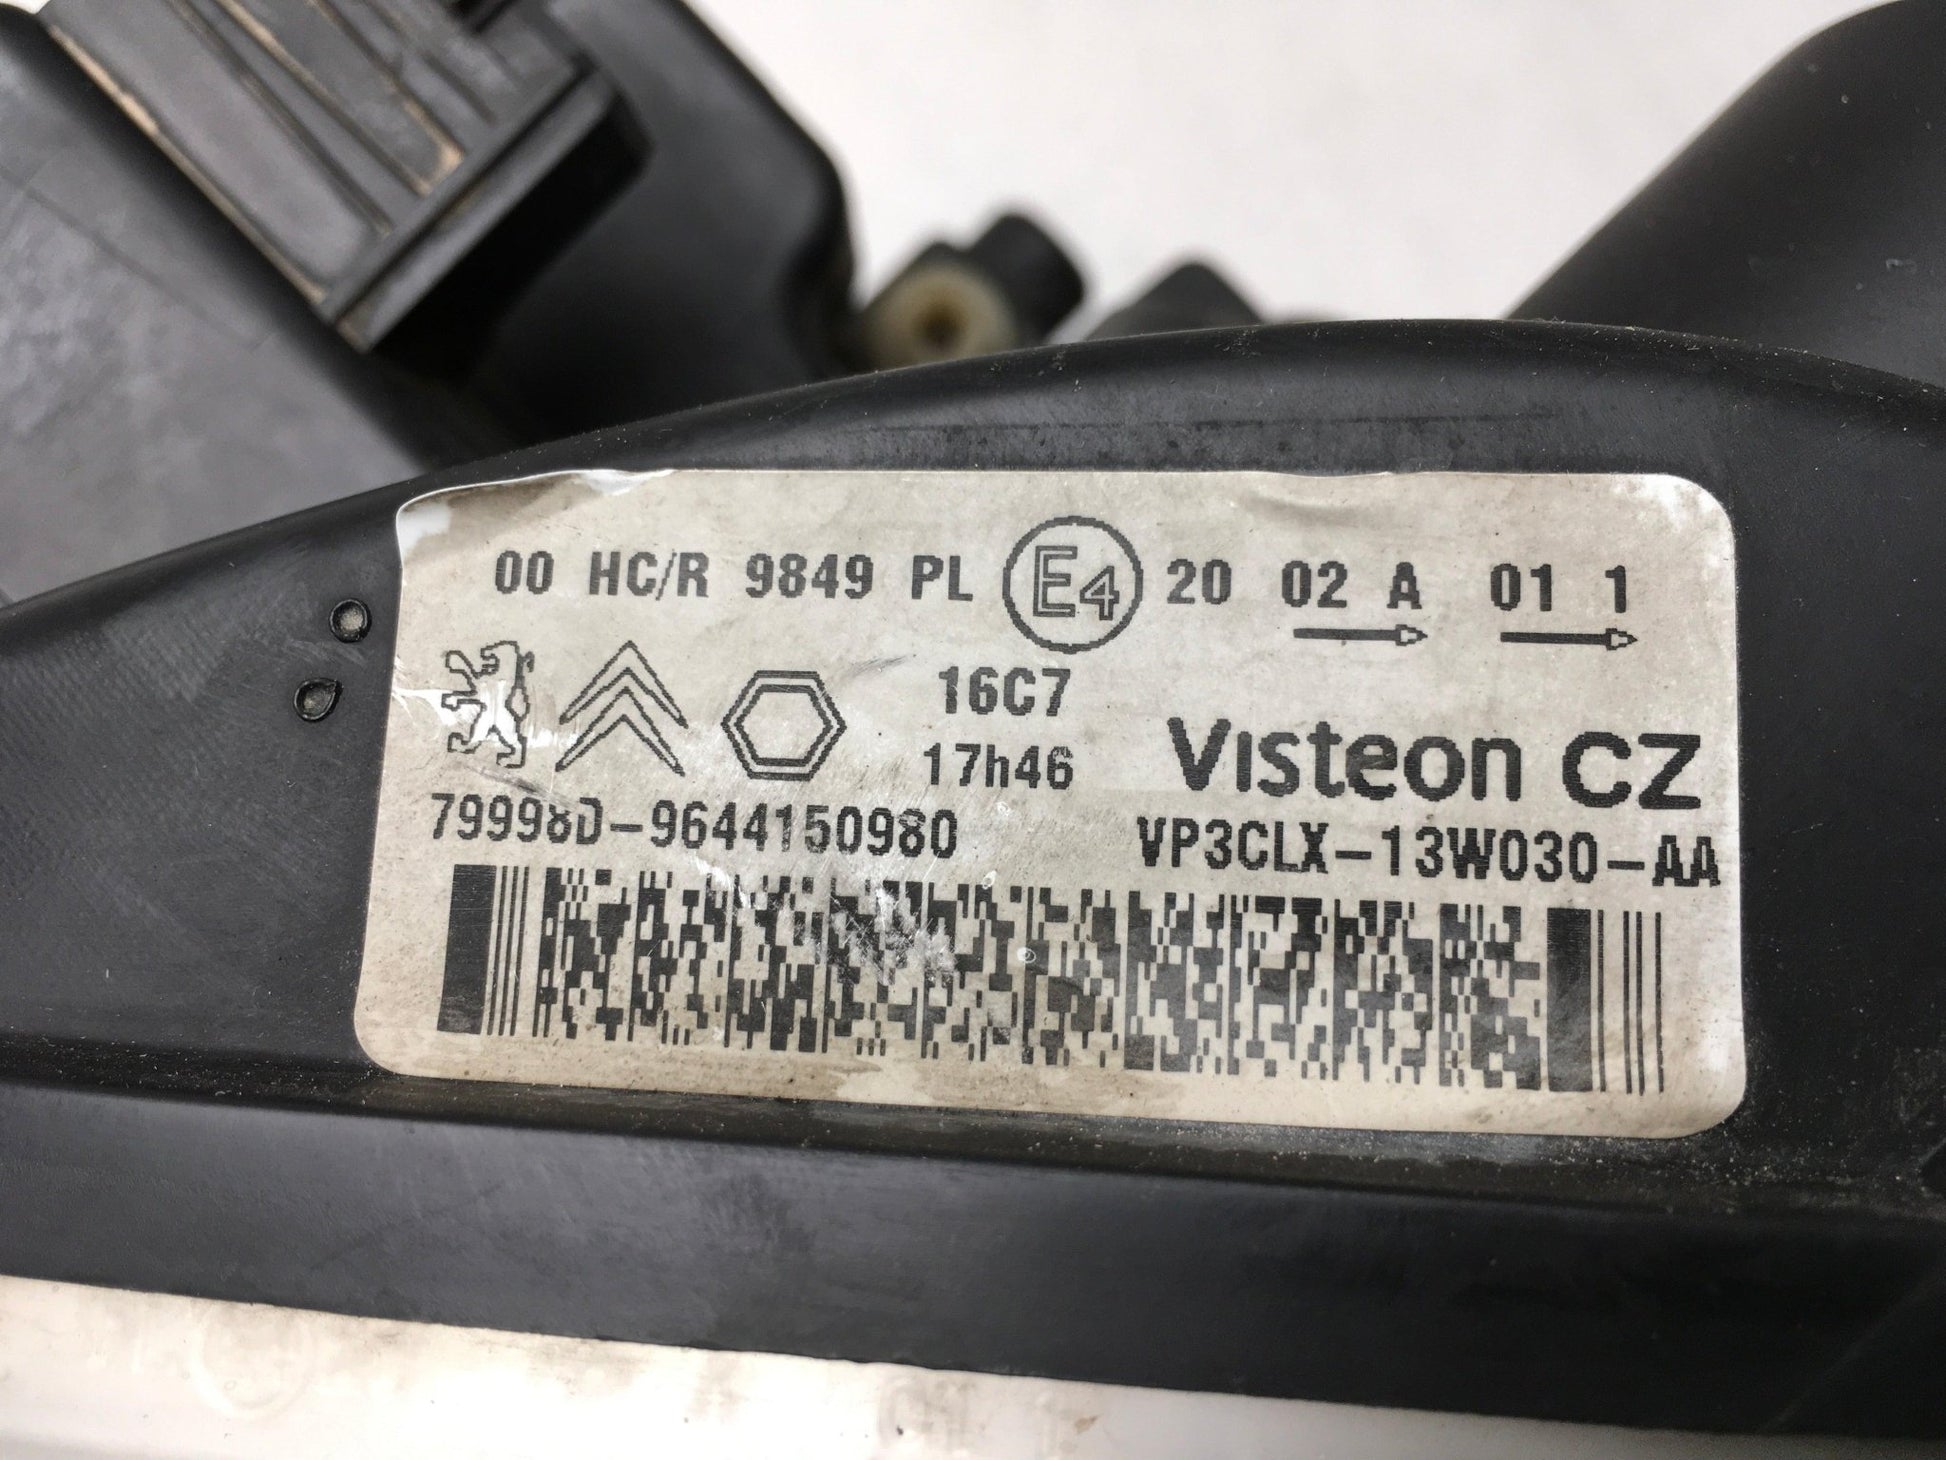 00 HC/R 9849 PL E4 20 02 A 01 1
16C7
17h46
Visteon CZ
79998D-9644150980
VP3CLX-13W030-AA